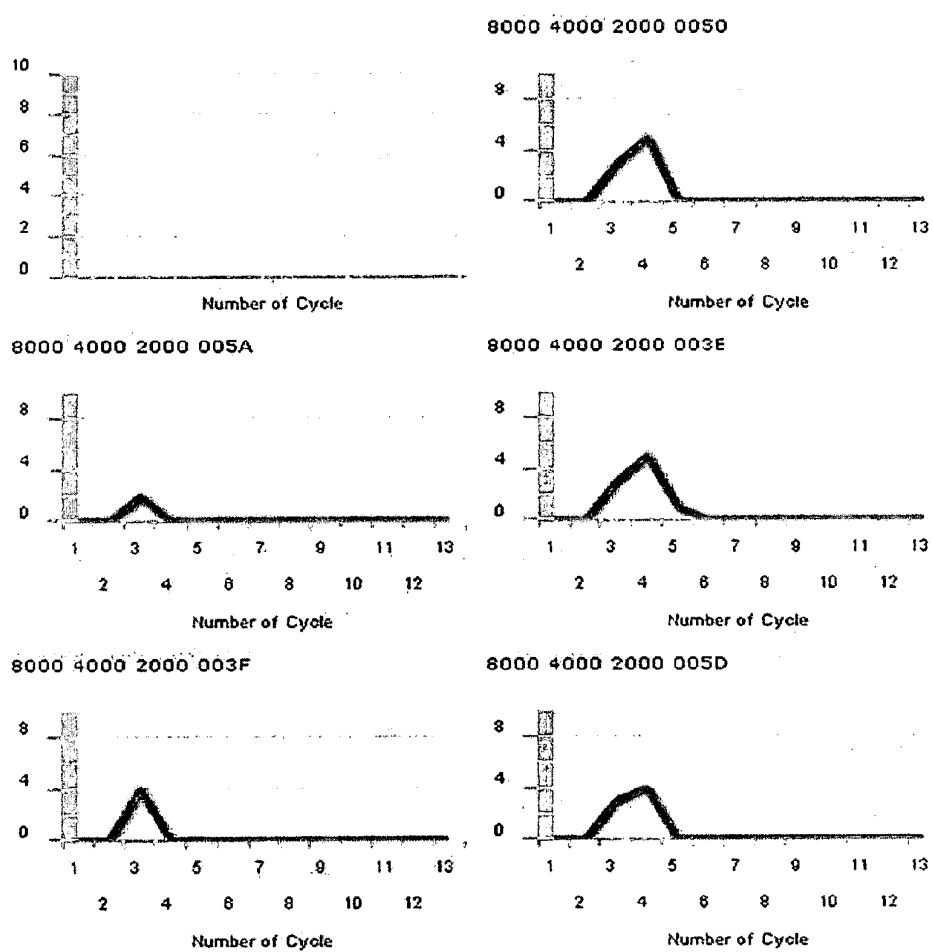 10
8
6
4
2
0
Number of Cycle
8000 4000 2000 0050
8
4
0
1 3 5 7 9 11 13
2 4 6 8 10 12
Number of Cycle
8000 4000 2000 005A
8
4
0
1 3 5 7 9 11 13
2 4 6 8 10 12
Number of Cycle
8000 4000 2000 003E
8
4
0
1 3 5 7 9 11 13
2 4 6 8 10 12
Number of Cycle
8000 4000 2000 003F
8
4
0
1 3 5 7 9 11 13
2 4 6 8 10 12
Number of Cycle
8000 4000 2000 005D
8
4
0
1 3 5 7 9 11 13
2 4 6 8 10 12
Number of Cycle